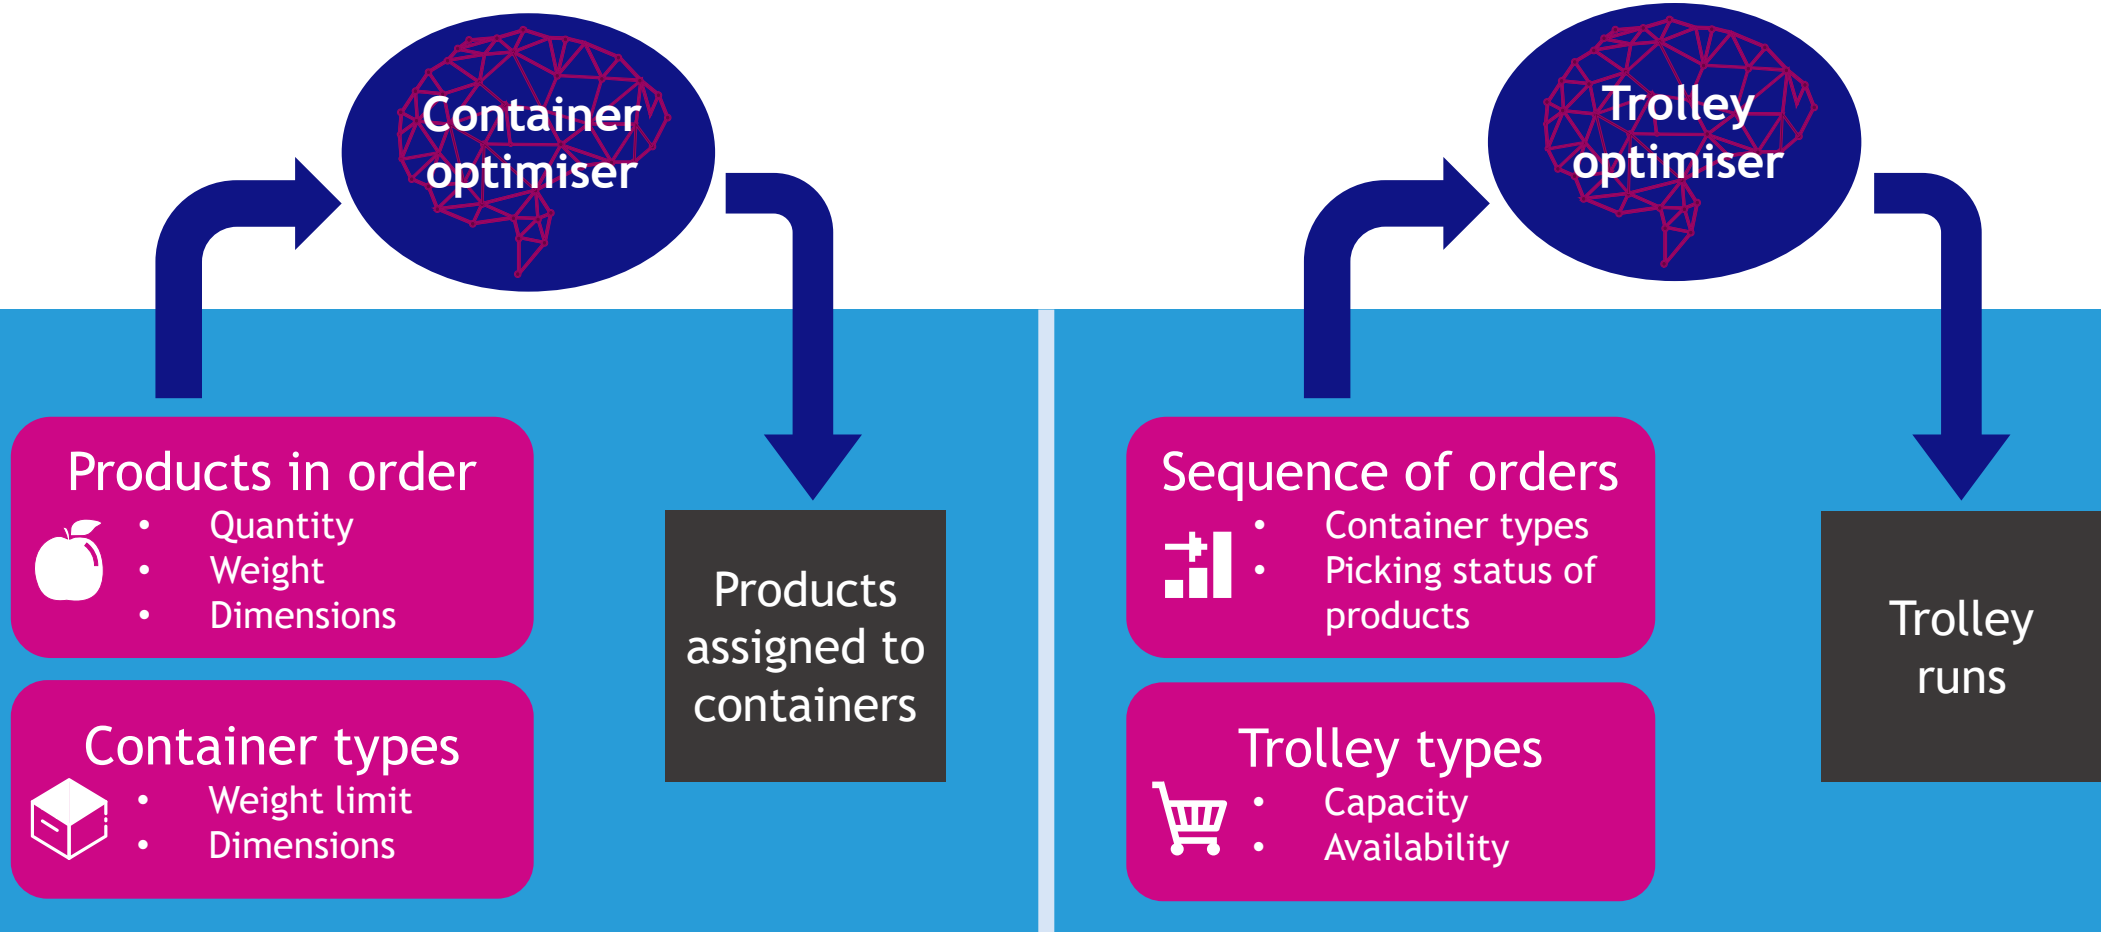 Container
optimiser
Products in order
• Quantity
• Weight
• Dimensions
Container types
• Weight limit
• Dimensions
Products
assigned to
containers
Trolley
optimiser
Sequence of orders
• Container types
• Picking status of
products
Trolley types
• Capacity
• Availability
Trolley
runs